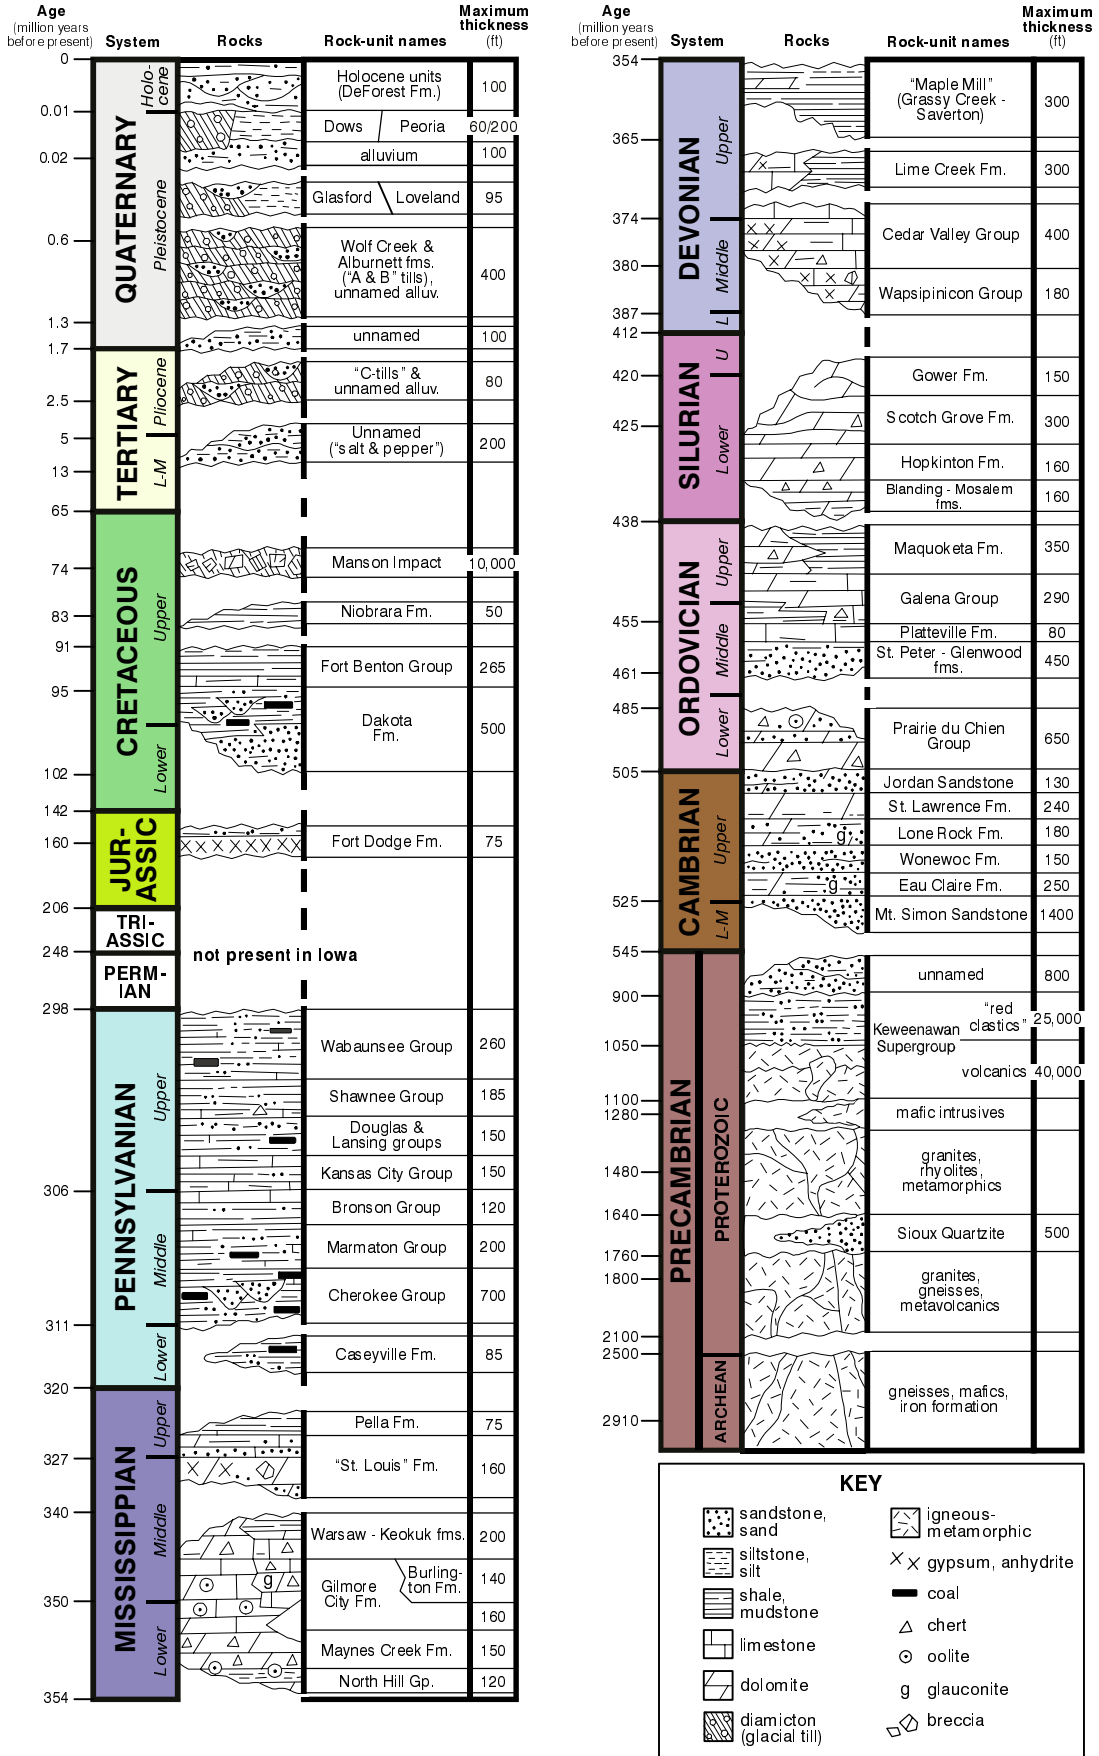 Age
(million years
before present)
System
Rocks
Rock-unit names
Maximum
thickness
(ft)
0
0.01
0.02
0.6
1.3
1.7
2.5
5
13
65
74
83
91
95
102
142
160
206
248
298
306
311
320
327
340
350
354
QUATERNARY
Holo-
cene
Pleistocene
TERTIARY
Pliocene
L-M
CRETACEOUS
Upper
Lower
JUR-
ASSIC
TRI-
ASSIC
PERM-
IAN
PENNSYLVANIAN
Upper
Middle
Lower
MISSISSIPPIAN
Upper
Middle
Lower
Holocene units
(DeForest Fm.)
100
Dows
Peoria
60/200
alluvium
100
Glasford
Loveland
95
Wolf Creek &
Alburnett fms.
("A & B" tills),
unnamed alluv.
400
unnamed
100
"C-tills" &
unnamed alluv.
80
Unnamed
("salt & pepper")
200
Manson Impact
10,000
Niobrara Fm.
50
Fort Benton Group
265
Dakota
Fm.
500
Fort Dodge Fm.
75
not present in Iowa
Wabaunsee Group
260
Shawnee Group
185
Douglas &
Lansing groups
150
Kansas City Group
150
Bronson Group
120
Marmaton Group
200
Cherokee Group
700
Caseyville Fm.
85
Pella Fm.
75
"St. Louis" Fm.
160
Warsaw - Keokuk fms.
200
g
Gilmore
City Fm.
Burling-
ton Fm.
140
160
Maynes Creek Fm.
150
North Hill Gp.
120
Age
(million years
before present)
System
Rocks
Rock-unit names
Maximum
thickness
(ft)
354
365
374
380
387
412
420
425
438
455
461
485
505
525
545
900
1050
1100
1280
1480
1640
1760
1800
2100
2500
2910
DEVONIAN
Upper
Middle
L
SILURIAN
U
Lower
ORDOVICIAN
Upper
Middle
Lower
CAMBRIAN
Upper
L-M
PRECAMBRIAN
PROTEROZOIC
ARCHEAN
"Maple Mill"
(Grassy Creek -
Saverton)
300
Lime Creek Fm.
300
Cedar Valley Group
400
Wapsipinicon Group
180
Gower Fm.
150
Scotch Grove Fm.
300
Hopkinton Fm.
160
Blanding - Mosalem
fms.
160
Maquoketa Fm.
350
Galena Group
290
Platteville Fm.
80
St. Peter - Glenwood
fms.
450
Prairie du Chien
Group
650
Jordan Sandstone
130
St. Lawrence Fm.
240
g
Lone Rock Fm.
180
Wonewoc Fm.
150
g
Eau Claire Fm.
250
Mt. Simon Sandstone
1400
unnamed
800
Keweenawan
Supergroup
"red
clastics"
25,000
volcanics
40,000
mafic intrusives
granites,
rhyolites,
metamorphics
Sioux Quartzite
500
granites,
gneisses,
metavolcanics
gneisses, mafics,
iron formation
KEY
sandstone,
sand
siltstone,
silt
shale,
mudstone
limestone
dolomite
diamicton
(glacial till)
igneous-
metamorphic
gypsum, anhydrite
coal
chert
oolite
g
glauconite
breccia